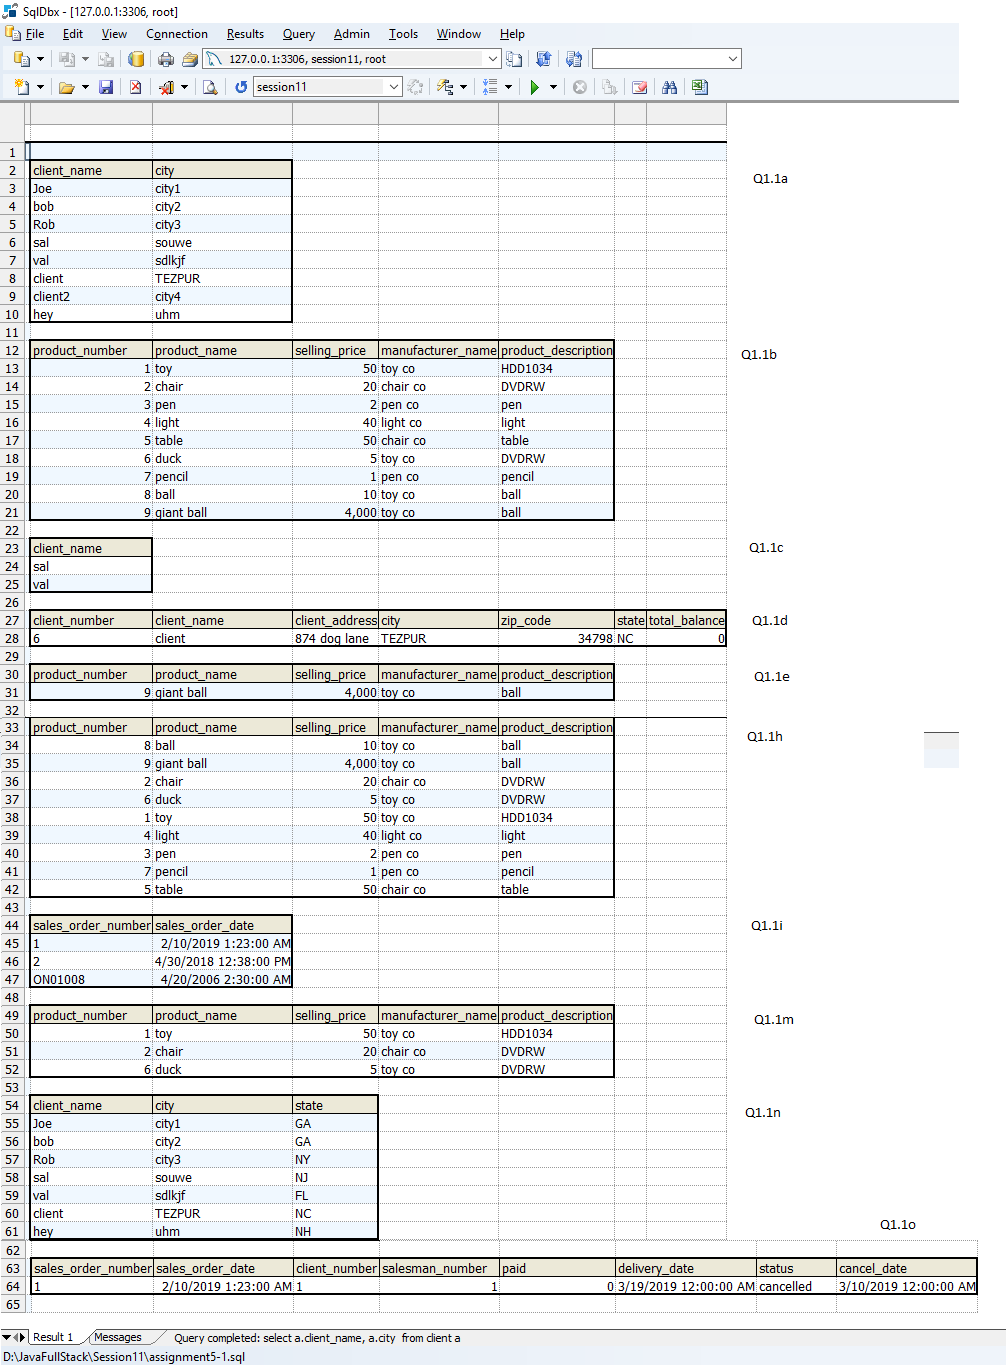 SqlDbx - [127.0.0.1:3306, root]
File Edit View Connection Results Query Admin Tools Window Help
127.0.0.1:3306, session11, root
session11
1
2 client_name city Q1.1a
3 Joe city1
4 bob city2
5 Rob city3
6 sal souwe
7 val sdlkjf
8 client TEZPUR
9 client2 city4
10 hey uhm
11
12 product_number product_name selling_price manufacturer_name product_description Q1.1b
13 1 toy 50 toy co HDD1034
14 2 chair 20 chair co DVDRW
15 3 pen 2 pen co pen
16 4 light 40 light co light
17 5 table 50 chair co table
18 6 duck 5 toy co DVDRW
19 7 pencil 1 pen co pencil
20 8 ball 10 toy co ball
21 9 giant ball 4,000 toy co ball
22
23 client_name Q1.1c
24 sal
25 val
26
27 client_number client_name client_address city zip_code state total_balance Q1.1d
28 6 client 874 dog lane TEZPUR 34798 NC 0
29
30 product_number product_name selling_price manufacturer_name product_description Q1.1e
31 9 giant ball 4,000 toy co ball
32
33 product_number product_name selling_price manufacturer_name product_description Q1.1h
34 8 ball 10 toy co ball
35 9 giant ball 4,000 toy co ball
36 2 chair 20 chair co DVDRW
37 6 duck 5 toy co DVDRW
38 1 toy 50 toy co HDD1034
39 4 light 40 light co light
40 3 pen 2 pen co pen
41 7 pencil 1 pen co pencil
42 5 table 50 chair co table
43
44 sales_order_number sales_order_date Q1.1i
45 1 2/10/2019 1:23:00 AM
46 2 4/30/2018 12:38:00 PM
47 ON01008 4/20/2006 2:30:00 AM
48
49 product_number product_name selling_price manufacturer_name product_description Q1.1m
50 1 toy 50 toy co HDD1034
51 2 chair 20 chair co DVDRW
52 6 duck 5 toy co DVDRW
53
54 client_name city state Q1.1n
55 Joe city1 GA
56 bob city2 GA
57 Rob city3 NY
58 sal souwe NJ
59 val sdlkjf FL
60 client TEZPUR NC
61 hey uhm NH Q1.1o
62
63 sales_order_number sales_order_date client_number salesman_number paid delivery_date status cancel_date
64 1 2/10/2019 1:23:00 AM 1 1 0 3/19/2019 12:00:00 AM cancelled 3/10/2019 12:00:00 AM
65
Result 1 Messages Query completed: select a.client_name, a.city from client a
D:\JavaFullStack\Session11\assignment5-1.sql